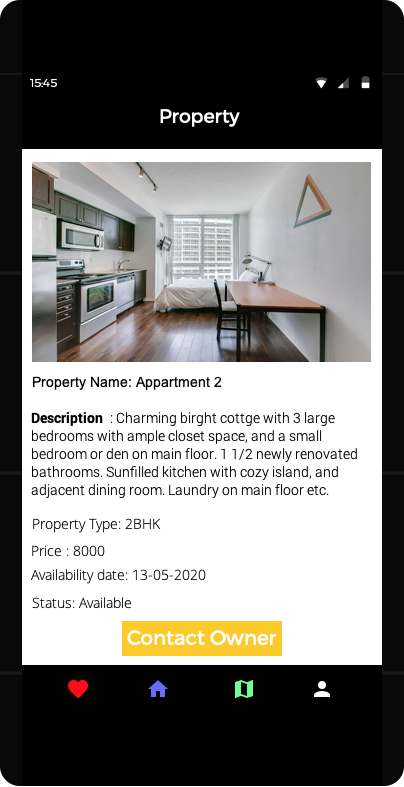 15:45
Property
Property Name: Appartment 2
Description : Charming birght cottge with 3 large
bedrooms with ample closet space, and a small
bedroom or den on main floor. 1 1/2 newly renovated
bathrooms. Sunfilled kitchen with cozy island, and
adjacent dining room. Laundry on main floor etc.
Property Type: 2BHK
Price : 8000
Availability date: 13-05-2020
Status: Available
Contact Owner